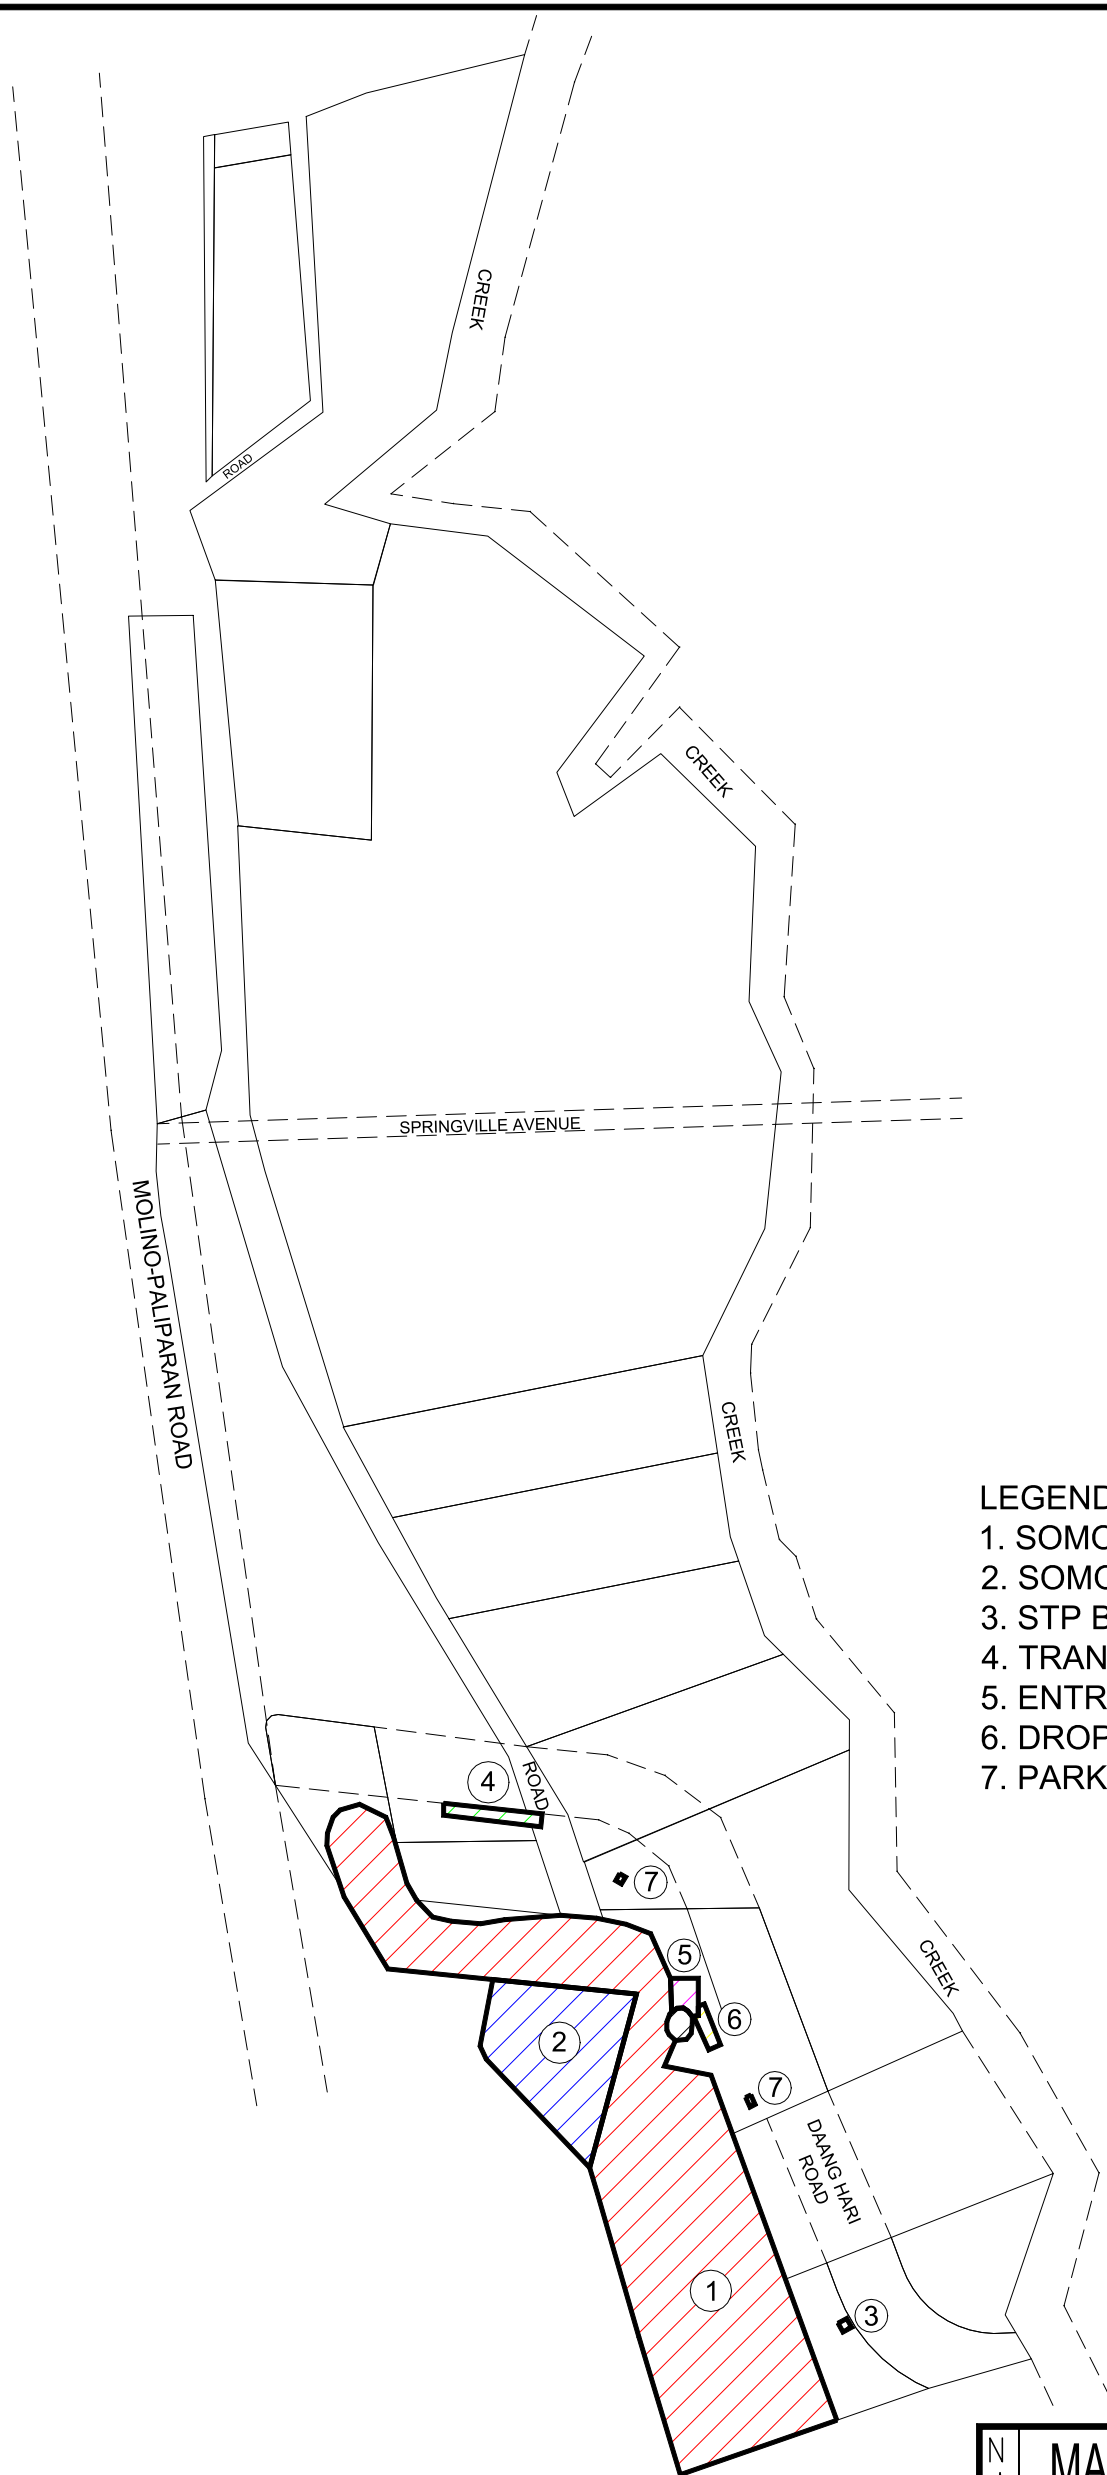 CREEK
ROAD
CREEK
SPRINGVILLE AVENUE
MOLINO-PALIPARAN ROAD
CREEK
LEGEND
1. SOMO
2. SOMO
3. STP B
4. TRAN
5. ENTR
6. DROP
7. PARK
ROAD
4
7
5
6
2
CREEK
7
DAANG HARI
ROAD
1
3
N
MA